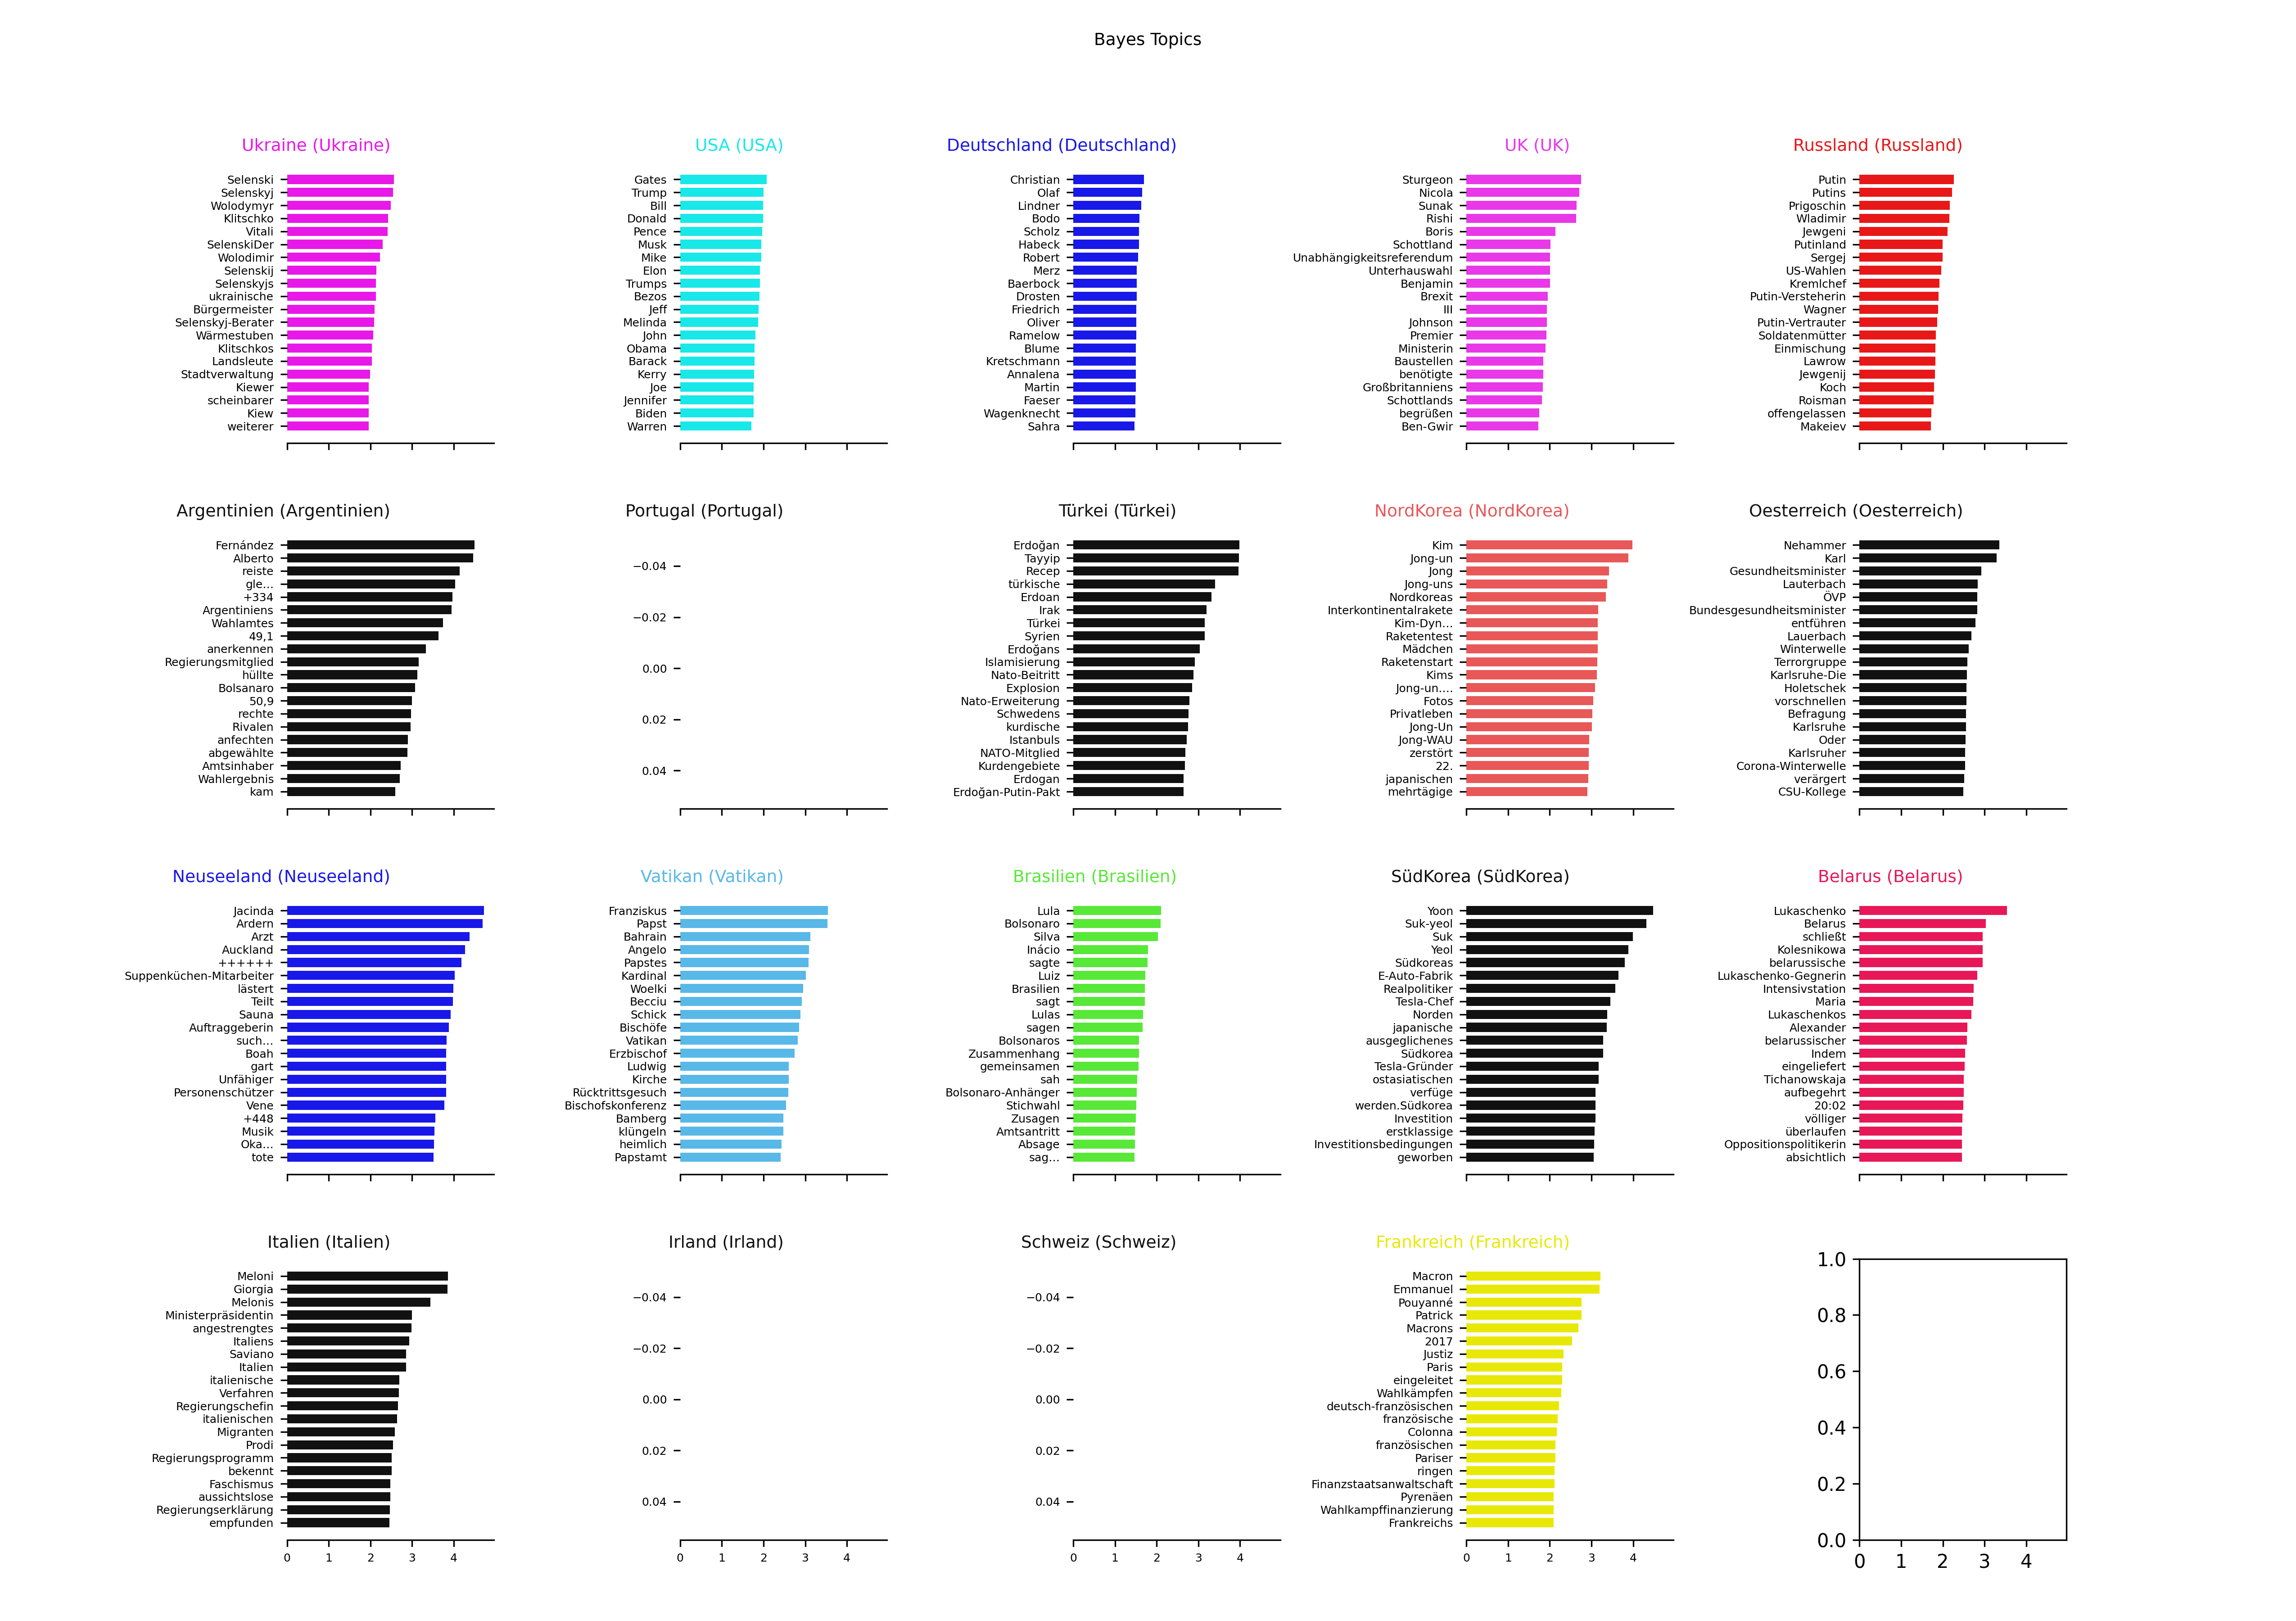 Bayes Topics
Ukraine (Ukraine)
Selenski
Selenskyj
Wolodymyr
Klitschko
Vitali
SelenskiDer
Wolodimir
Selenskij
Selenskyjs
ukrainische
Bürgermeister
Selenskyj-Berater
Wärmestuben
Klitschkos
Landsleute
Stadtverwaltung
Kiewer
scheinbarer
Kiew
weiterer
USA (USA)
Gates
Trump
Bill
Donald
Pence
Musk
Mike
Elon
Trumps
Bezos
Jeff
Melinda
John
Obama
Barack
Kerry
Joe
Jennifer
Biden
Warren
Deutschland (Deutschland)
Christian
Olaf
Lindner
Bodo
Scholz
Habeck
Robert
Merz
Baerbock
Drosten
Friedrich
Oliver
Ramelow
Blume
Kretschmann
Annalena
Martin
Faeser
Wagenknecht
Sahra
UK (UK)
Sturgeon
Nicola
Sunak
Rishi
Boris
Schottland
Unabhängigkeitsreferendum
Unterhauswahl
Benjamin
Brexit
III
Johnson
Premier
Ministerin
Baustellen
benötigte
Großbritanniens
Schottlands
begrüßen
Ben-Gwir
Russland (Russland)
Putin
Putins
Prigoschin
Wladimir
Jewgeni
Putinland
Sergej
US-Wahlen
Kremlchef
Putin-Versteherin
Wagner
Putin-Vertrauter
Soldatenmütter
Einmischung
Lawrow
Jewgenij
Koch
Roisman
offengelassen
Makeiev
Argentinien (Argentinien)
Fernández
Alberto
reiste
gle...
+334
Argentiniens
Wahlamtes
49,1
anerkennen
Regierungsmitglied
hüllte
Bolsanaro
50,9
rechte
Rivalen
anfechten
abgewählte
Amtsinhaber
Wahlergebnis
kam
Portugal (Portugal)
−0.04
−0.02
0.00
0.02
0.04
Türkei (Türkei)
Erdoğan
Tayyip
Recep
türkische
Erdoan
Irak
Türkei
Syrien
Erdoğans
Islamisierung
Nato-Beitritt
Explosion
Nato-Erweiterung
Schwedens
kurdische
Istanbuls
NATO-Mitglied
Kurdengebiete
Erdogan
Erdoğan-Putin-Pakt
NordKorea (NordKorea)
Kim
Jong-un
Jong
Jong-uns
Nordkoreas
Interkontinentalrakete
Kim-Dyn...
Raketentest
Mädchen
Raketenstart
Kims
Jong-un....
Fotos
Privatleben
Jong-Un
Jong-WAU
zerstört
22.
japanischen
mehrtägige
Oesterreich (Oesterreich)
Nehammer
Karl
Gesundheitsminister
Lauterbach
ÖVP
Bundesgesundheitsminister
entführen
Lauerbach
Winterwelle
Terrorgruppe
Karlsruhe-Die
Holetschek
vorschnellen
Befragung
Karlsruhe
Oder
Karlsruher
Corona-Winterwelle
verärgert
CSU-Kollege
Neuseeland (Neuseeland)
Jacinda
Ardern
Arzt
Auckland
++++++
Suppenküchen-Mitarbeiter
lästert
Teilt
Sauna
Auftraggeberin
such...
Boah
gart
Unfähiger
Personenschützer
Vene
+448
Musik
Oka...
tote
Vatikan (Vatikan)
Franziskus
Papst
Bahrain
Angelo
Papstes
Kardinal
Woelki
Becciu
Schick
Bischöfe
Vatikan
Erzbischof
Ludwig
Kirche
Rücktrittsgesuch
Bischofskonferenz
Bamberg
klüngeln
heimlich
Papstamt
Brasilien (Brasilien)
Lula
Bolsonaro
Silva
Inácio
sagte
Luiz
Brasilien
sagt
Lulas
sagen
Bolsonaros
Zusammenhang
gemeinsamen
sah
Bolsonaro-Anhänger
Stichwahl
Zusagen
Amtsantritt
Absage
sag...
SüdKorea (SüdKorea)
Yoon
Suk-yeol
Suk
Yeol
Südkoreas
E-Auto-Fabrik
Realpolitiker
Tesla-Chef
Norden
japanische
ausgeglichenes
Südkorea
Tesla-Gründer
ostasiatischen
verfüge
werden.Südkorea
Investition
erstklassige
Investitionsbedingungen
geworben
Belarus (Belarus)
Lukaschenko
Belarus
schließt
Kolesnikowa
belarussische
Lukaschenko-Gegnerin
Intensivstation
Maria
Lukaschenkos
Alexander
belarussischer
Indem
eingeliefert
Tichanowskaja
aufbegehrt
20:02
völliger
überlaufen
Oppositionspolitikerin
absichtlich
Italien (Italien)
Meloni
Giorgia
Melonis
Ministerpräsidentin
angestrengtes
Italiens
Saviano
Italien
italienische
Verfahren
Regierungschefin
italienischen
Migranten
Prodi
Regierungsprogramm
bekennt
Faschismus
aussichtslose
Regierungserklärung
empfunden
0 1 2 3 4
Irland (Irland)
−0.04
−0.02
0.00
0.02
0.04
0 1 2 3 4
Schweiz (Schweiz)
−0.04
−0.02
0.00
0.02
0.04
0 1 2 3 4
Frankreich (Frankreich)
Macron
Emmanuel
Pouyanné
Patrick
Macrons
2017
Justiz
Paris
eingeleitet
Wahlkämpfen
deutsch-französischen
französische
Colonna
französischen
Pariser
ringen
Finanzstaatsanwaltschaft
Pyrenäen
Wahlkampffinanzierung
Frankreichs
0 1 2 3 4
1.0
0.8
0.6
0.4
0.2
0.0
0 1 2 3 4